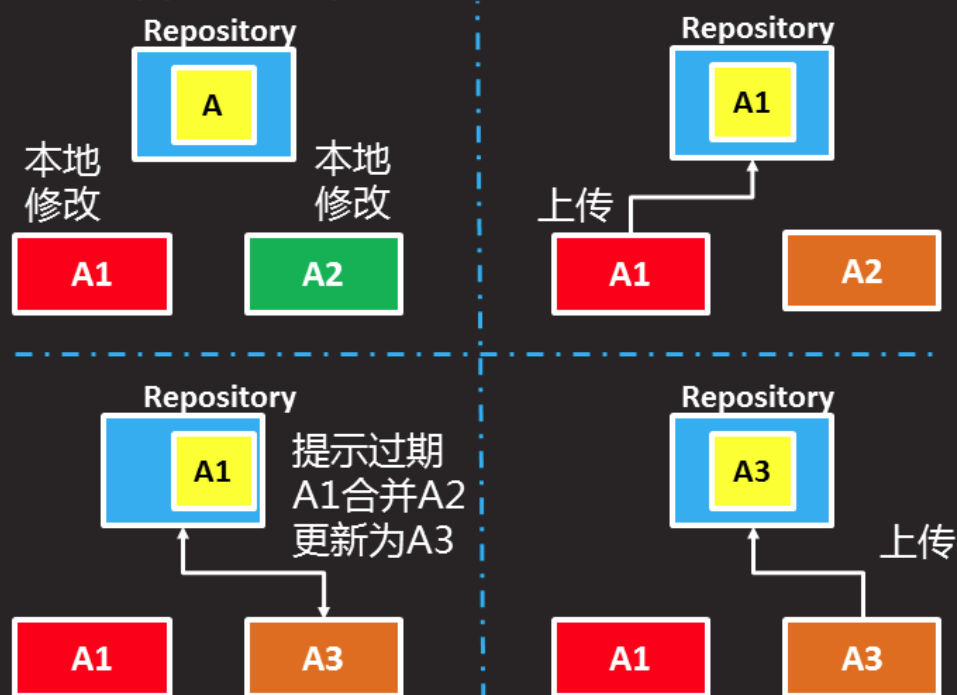 Repository
A
本地
修改
本地
修改
A1
A2
Repository
A1
上传
A1
A2
Repository
A1
提示过期
A1合并A2
更新为A3
A1
A3
Repository
A3
上传
A1
A3